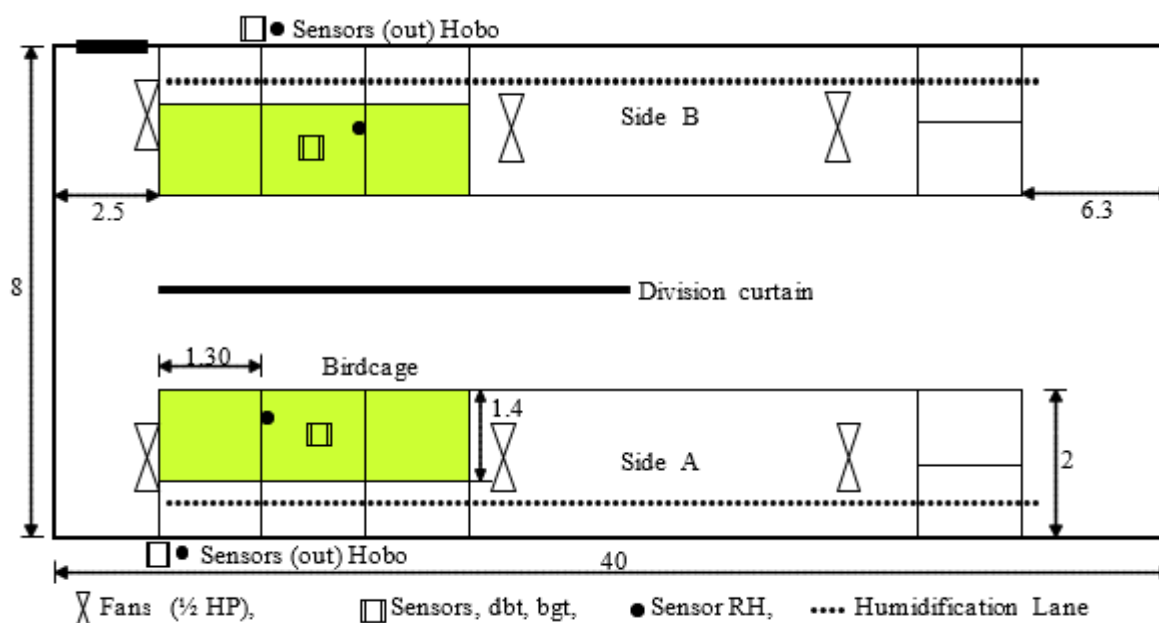 Sensors (out) Hobo
Side B
2.5
6.3
8
Division curtain
1.30
Birdcage
1.4
Side A
2
Sensors (out) Hobo
40
Fans (½ HP), Sensors, dbt, bgt, Sensor RH, Humidification Lane